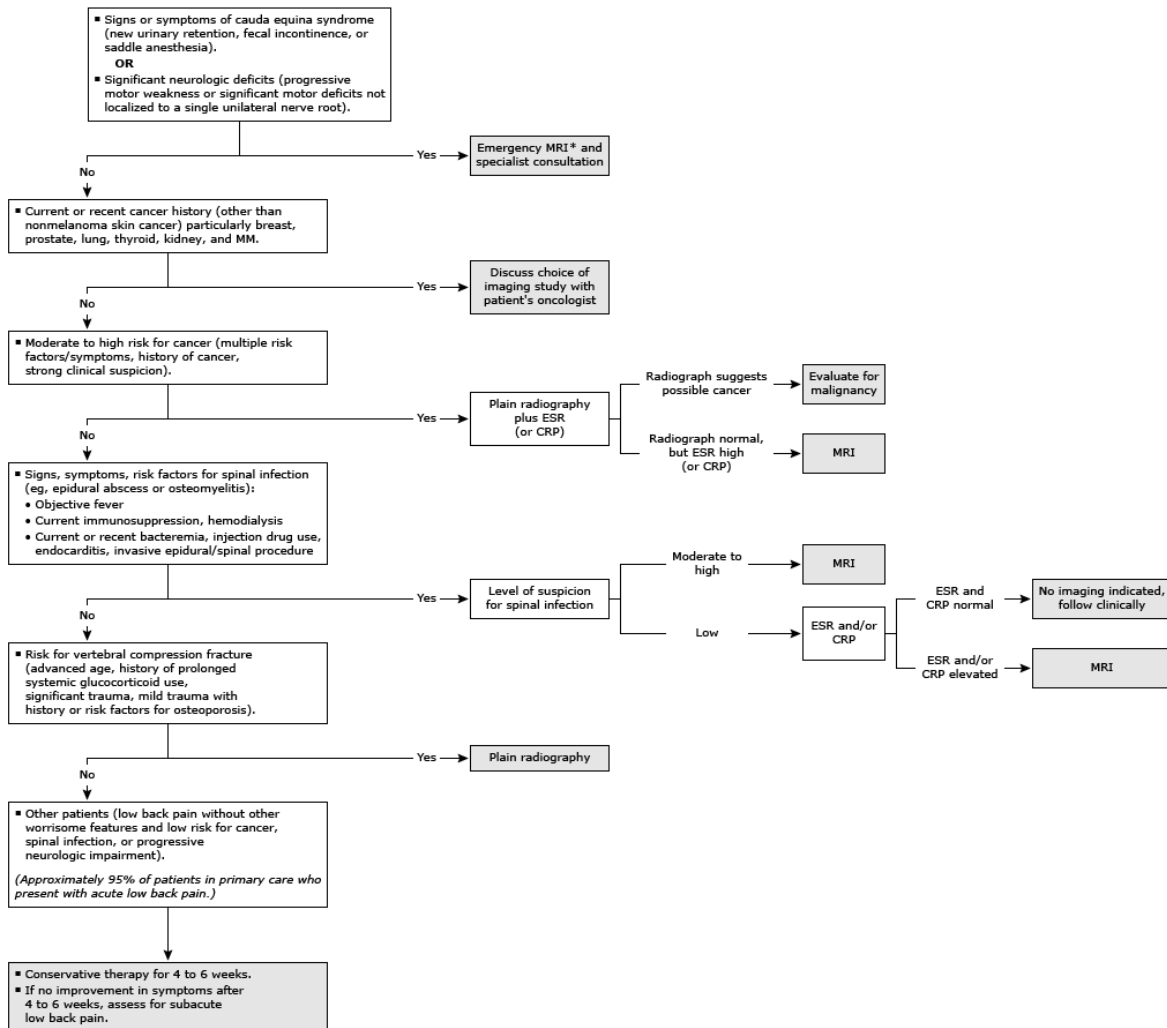 ▪ Signs or symptoms of cauda equina syndrome
(new urinary retention, fecal incontinence, or
saddle anesthesia).
OR
▪ Significant neurologic deficits (progressive
motor weakness or significant motor deficits not
localized to a single unilateral nerve root).
Yes
Emergency MRI* and
specialist consultation
No
▪ Current or recent cancer history (other than
nonmelanoma skin cancer) particularly breast,
prostate, lung, thyroid, kidney, and MM.
Yes
Discuss choice of
imaging study with
patient's oncologist
No
▪ Moderate to high risk for cancer (multiple risk
factors/symptoms, history of cancer,
strong clinical suspicion).
Yes
Plain radiography
plus ESR
(or CRP)
Radiograph suggests
possible cancer
Evaluate for
malignancy
Radiograph normal,
but ESR high
(or CRP)
MRI
No
▪ Signs, symptoms, risk factors for spinal infection
(eg, epidural abscess or osteomyelitis):
• Objective fever
• Current immunosuppression, hemodialysis
• Current or recent bacteremia, injection drug use,
endocarditis, invasive epidural/spinal procedure
Yes
Level of suspicion
for spinal infection
Moderate to
high
MRI
Low
ESR and/or
CRP
ESR and
CRP normal
No imaging indicated,
follow clinically
ESR and/or
CRP elevated
MRI
No
▪ Risk for vertebral compression fracture
(advanced age, history of prolonged
systemic glucocorticoid use,
significant trauma, mild trauma with
history or risk factors for osteoporosis).
Yes
Plain radiography
No
▪ Other patients (low back pain without other
worrisome features and low risk for cancer,
spinal infection, or progressive
neurologic impairment).
(Approximately 95% of patients in primary care who
present with acute low back pain.)
▪ Conservative therapy for 4 to 6 weeks.
▪ If no improvement in symptoms after
4 to 6 weeks, assess for subacute
low back pain.